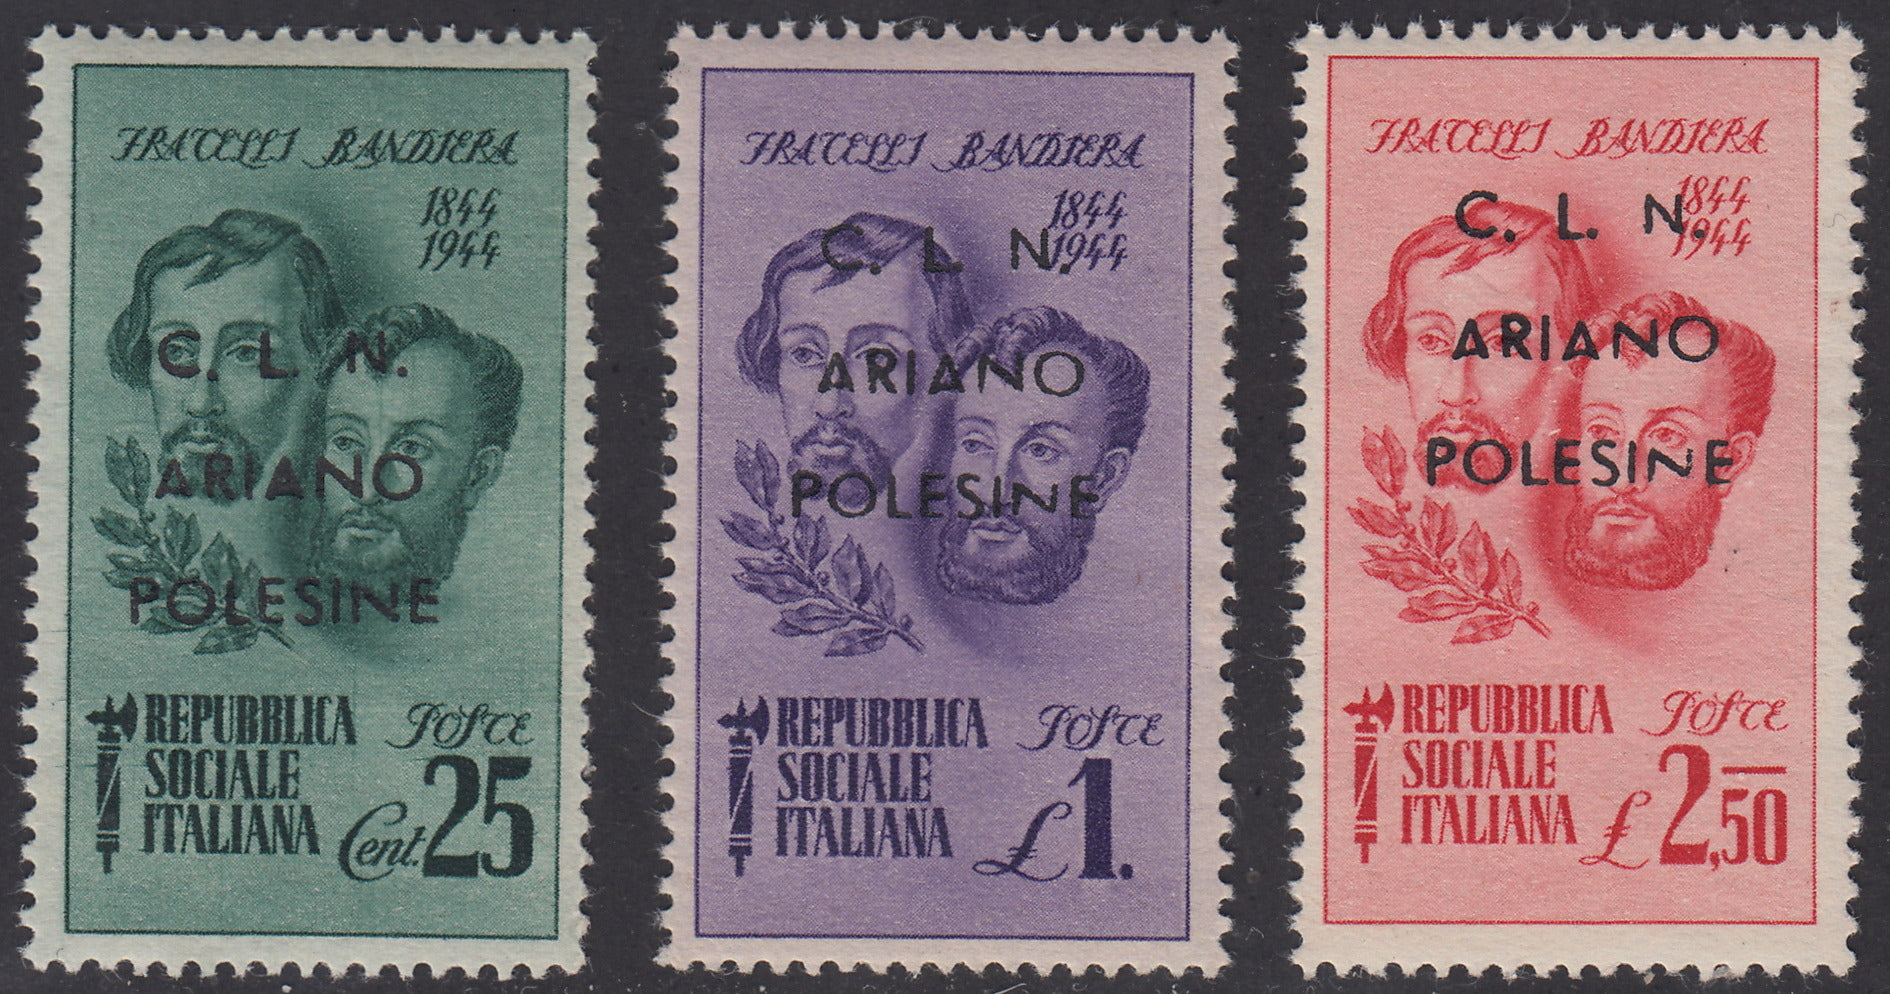 FRATELLI BANDIERA
1844
1944
C. L. N.
ARIANO
POLESINE
REPUBBLICA
SOCIALE
ITALIANA
POSTE
Cent. 25
FRATELLI BANDIERA
1844
1944
C. L. N.
ARIANO
POLESINE
REPUBBLICA
SOCIALE
ITALIANA
POSTE
£ 1.
FRATELLI BANDIERA
1844
1944
C. L. N.
ARIANO
POLESINE
REPUBBLICA
SOCIALE
ITALIANA
POSTE
£ 2,50